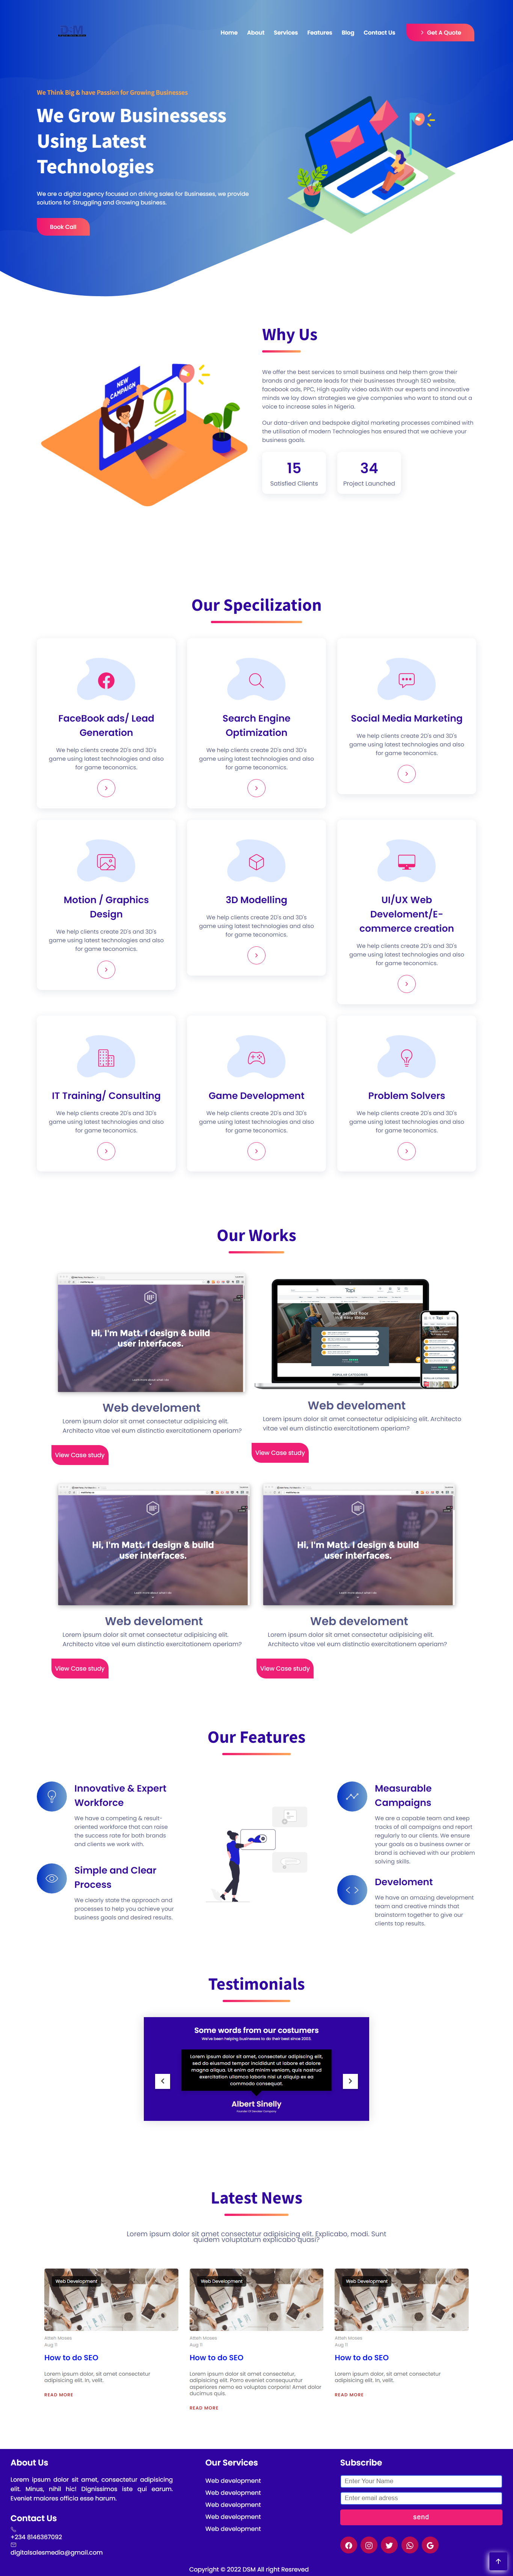 DSM
Home About Services Features Blog Contact Us Get A Quote
We Think Big & have Passion for Growing Businesses
We Grow Businessess
Using Latest
Technologies
We are a digital agency focused on driving sales for Businesses, we provide
solutions for Struggling and Growing business.
Book Call
Why Us
NEW
CAMPAIGN
We offer the best services to small business and help them grow their
brands and generate leads for their businesses through SEO website,
facebook ads, PPC, High quality video ads.With our experts and innovative
minds we lay down strategies we give companies who want to stand out a
voice to increase sales in Nigeria.
Our data-driven and bedspoke digital marketing processes combined with
the utilisation of modern Technologies has ensured that we achieve your
business goals.
15
Satisfied Clients
34
Project Launched
Our Specilization
FaceBook ads/ Lead
Generation
We help clients create 2D's and 3D's
game using latest technologies and also
for game teconomics.
Search Engine
Optimization
We help clients create 2D's and 3D's
game using latest technologies and also
for game teconomics.
Social Media Marketing
We help clients create 2D's and 3D's
game using latest technologies and also
for game teconomics.
Motion / Graphics
Design
We help clients create 2D's and 3D's
game using latest technologies and also
for game teconomics.
3D Modelling
We help clients create 2D's and 3D's
game using latest technologies and also
for game teconomics.
UI/UX Web
Develoment/E-
commerce creation
We help clients create 2D's and 3D's
game using latest technologies and also
for game teconomics.
IT Training/ Consulting
We help clients create 2D's and 3D's
game using latest technologies and also
for game teconomics.
Game Development
We help clients create 2D's and 3D's
game using latest technologies and also
for game teconomics.
Problem Solvers
We help clients create 2D's and 3D's
game using latest technologies and also
for game teconomics.
Our Works
Hi, I'm Matt. I design & build
user interfaces.
Web develoment
Lorem ipsum dolor sit amet consectetur adipisicing elit.
Architecto vitae vel eum distinctio exercitationem aperiam?
View Case study
Tapi
POPULAR CATEGORIES
Web develoment
Lorem ipsum dolor sit amet consectetur adipisicing elit. Architecto
vitae vel eum distinctio exercitationem aperiam?
View Case study
Hi, I'm Matt. I design & build
user interfaces.
Web develoment
Lorem ipsum dolor sit amet consectetur adipisicing elit.
Architecto vitae vel eum distinctio exercitationem aperiam?
View Case study
Hi, I'm Matt. I design & build
user interfaces.
Web develoment
Lorem ipsum dolor sit amet consectetur adipisicing elit.
Architecto vitae vel eum distinctio exercitationem aperiam?
View Case study
Our Features
Innovative & Expert
Workforce
We have a competing & result-
oriented workforce that can raise
the success rate for both brands
and clients we work with.
Simple and Clear
Process
We clearly state the approach and
processes to help you achieve your
business goals and desired results.
Measurable
Campaigns
We are a capable team and keep
tracks of all campaigns and report
regularly to our clients. We ensure
your goals as a business owner or
brand is achieved with our problem
solving skills.
Develoment
We have an amazing development
team and creative minds that
brainstorm together to give our
clients top results.
Testimonials
Some words from our costumers
We've been helping businesses to do their best since 2005.
Lorem ipsum dolor sit amet, consectetur adipiscing elit,
sed do eiusmod tempor incididunt ut labore et dolore
magna aliqua. Ut enim ad minim veniam, quis nostrud
exercitation ullamco laboris nisi ut aliquip ex ea
commodo consequat.
Albert Sinelly
Latest News
Lorem ipsum dolor sit amet consectetur adipisicing elit. Explicabo, modi. Sunt
quidem voluptatum explicabo quasi?
Web Development
Atteh Moses
Aug 11
How to do SEO
Lorem ipsum dolor, sit amet consectetur
adipisicing elit. In, velit.
READ MORE
Web Development
Atteh Moses
Aug 11
How to do SEO
Lorem ipsum dolor sit amet consectetur,
adipisicing elit. Porro eveniet consequuntur
asperiores nemo ea voluptas corporis! Amet dolor
ducimus quis.
READ MORE
Web Development
Atteh Moses
Aug 11
How to do SEO
Lorem ipsum dolor, sit amet consectetur
adipisicing elit. In, velit.
READ MORE
About Us
Lorem ipsum dolor sit amet, consectetur adipisicing
elit. Minus, nihil hic! Dignissimos iste qui earum.
Eveniet maiores officia esse harum.
Contact Us
+234 8146367092
digitalsalesmedia@gmail.com
Our Services
Web development
Web development
Web development
Web development
Web development
Subscribe
Enter Your Name
Enter email adress
send
Copyright © 2022 DSM All right Resreved